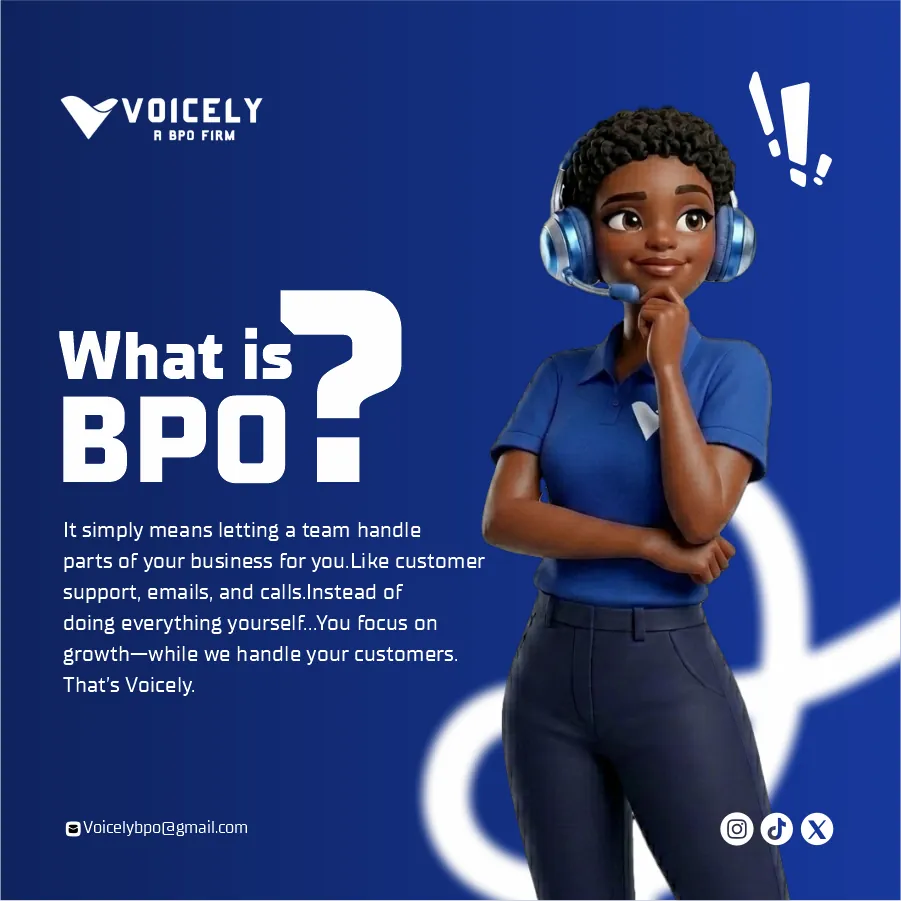 VOICELY
A BPO FIRM
What is
BPO?
It simply means letting a team handle
parts of your business for you.Like customer
support, emails, and calls.Instead of
doing everything yourself...You focus on
growth—while we handle your customers.
That's Voicely.
Voicelybpo@gmail.com